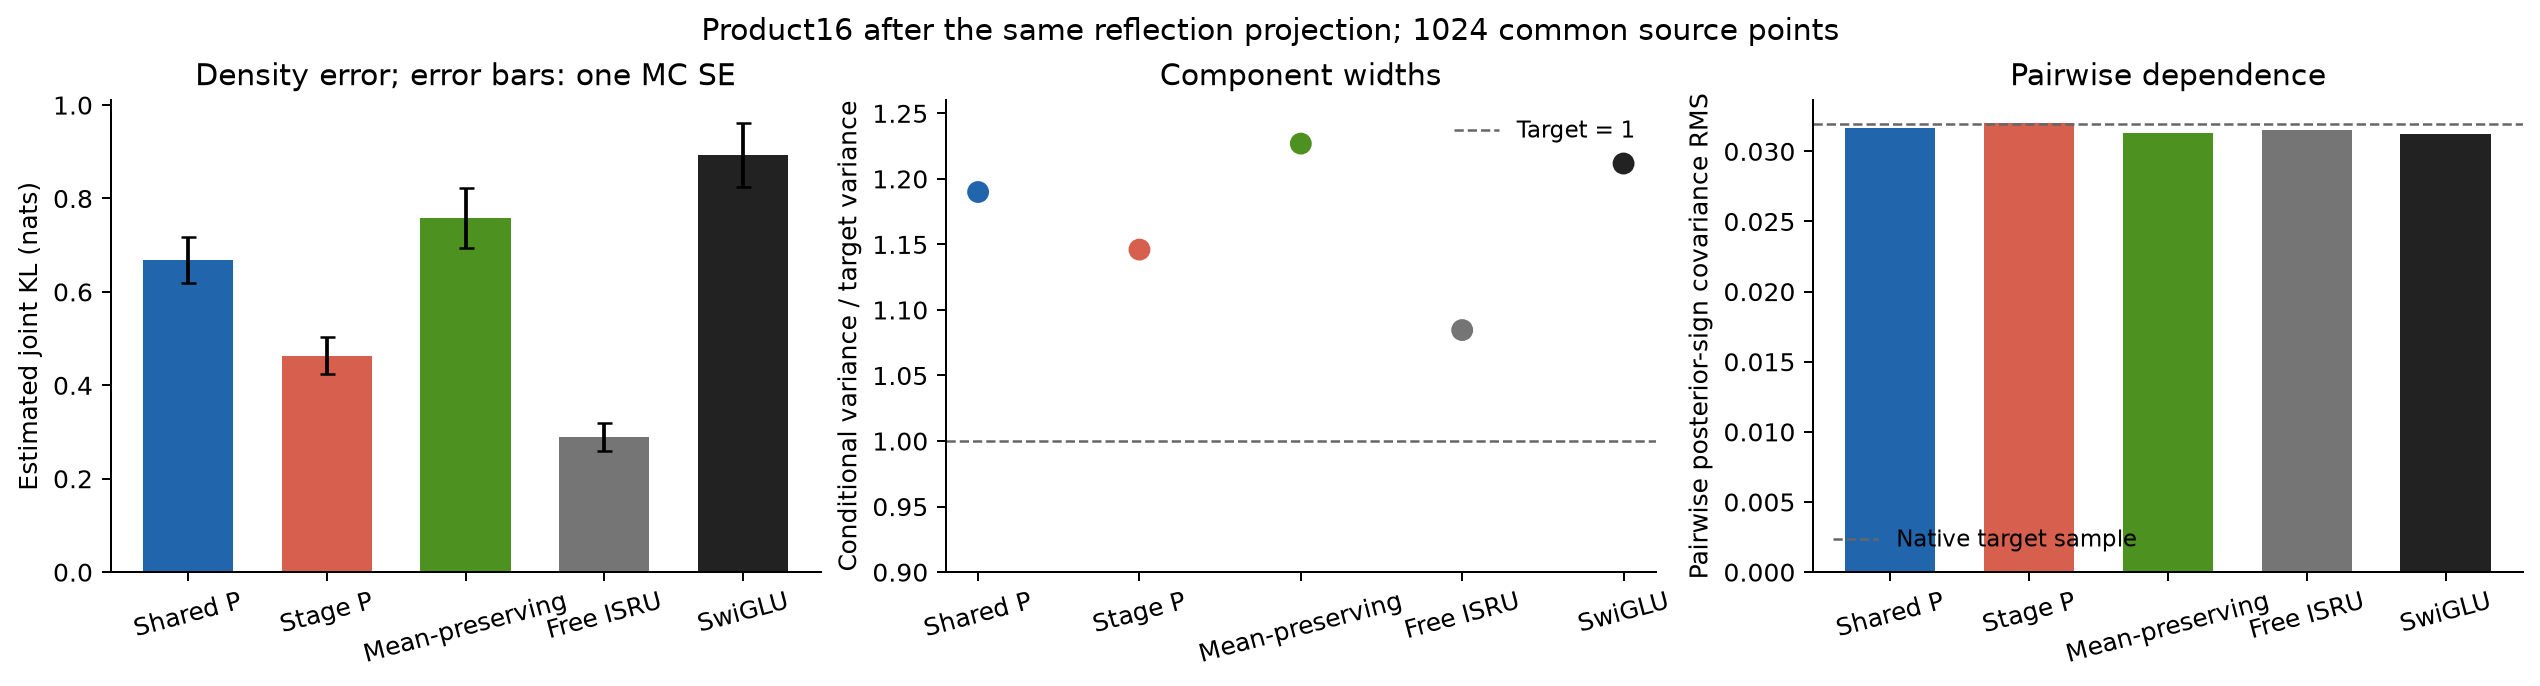 Product16 after the same reflection projection; 1024 common source points
Density error; error bars: one MC SE
Estimated joint KL (nats)
1.0
0.8
0.6
0.4
0.2
0.0
Shared P
Stage P
Mean-preserving
Free ISRU
SwiGLU
Component widths
Conditional variance / target variance
1.25
1.20
1.15
1.10
1.05
1.00
0.95
0.90
Target = 1
Shared P
Stage P
Mean-preserving
Free ISRU
SwiGLU
Pairwise dependence
Pairwise posterior-sign covariance RMS
0.030
0.025
0.020
0.015
0.010
0.005
0.000
Native target sample
Shared P
Stage P
Mean-preserving
Free ISRU
SwiGLU